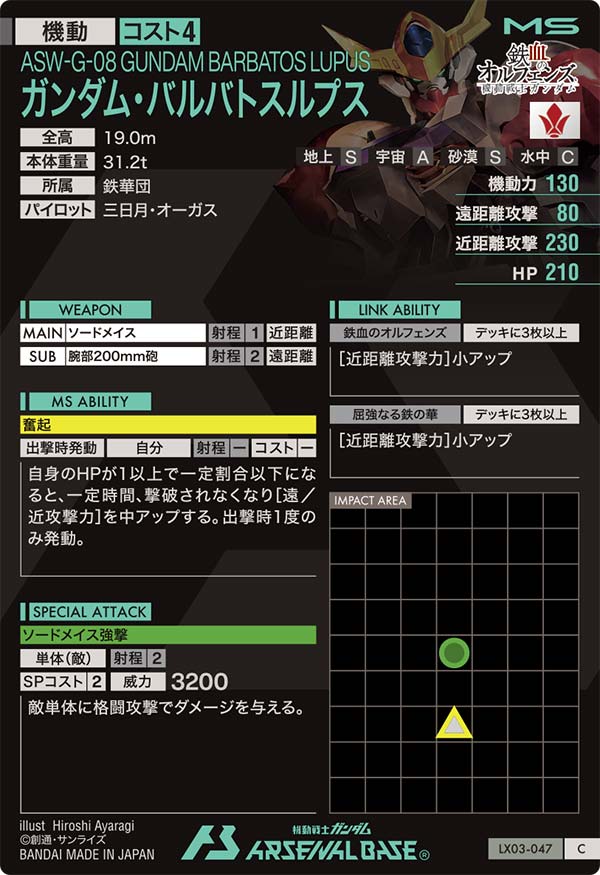 機動 コスト4 MS
ASW-G-08 GUNDAM BARBATOS LUPUS
ガンダム・バルバトスルプス
鉄血の
オルフェンズ
機動戦士ガンダム
全高 19.0m
本体重量 31.2t
所属 鉄華団
パイロット 三日月・オーガス
地上 S 宇宙 A 砂漠 S 水中 C
機動力 130
遠距離攻撃 80
近距離攻撃 230
HP 210
WEAPON
MAIN ソードメイス 射程 1 近距離
SUB 腕部200mm砲 射程 2 遠距離
MS ABILITY
奮起
出撃時発動 自分 射程 ー コスト ー
自身のHPが1以上で一定割合以下にな
ると、一定時間、撃破されなくなり[遠／
近攻撃力]を中アップする。出撃時1度の
み発動。
SPECIAL ATTACK
ソードメイス強撃
単体(敵) 射程 2
SPコスト 2 威力 3200
敵単体に格闘攻撃でダメージを与える。
LINK ABILITY
鉄血のオルフェンズ デッキに3枚以上
[近距離攻撃力]小アップ
屈強なる鉄の華 デッキに3枚以上
[近距離攻撃力]小アップ
IMPACT AREA
illust Hiroshi Ayaragi
©創通・サンライズ
BANDAI MADE IN JAPAN
機動戦士ガンダム
AB ARSENAL BASE®
LX03-047 C